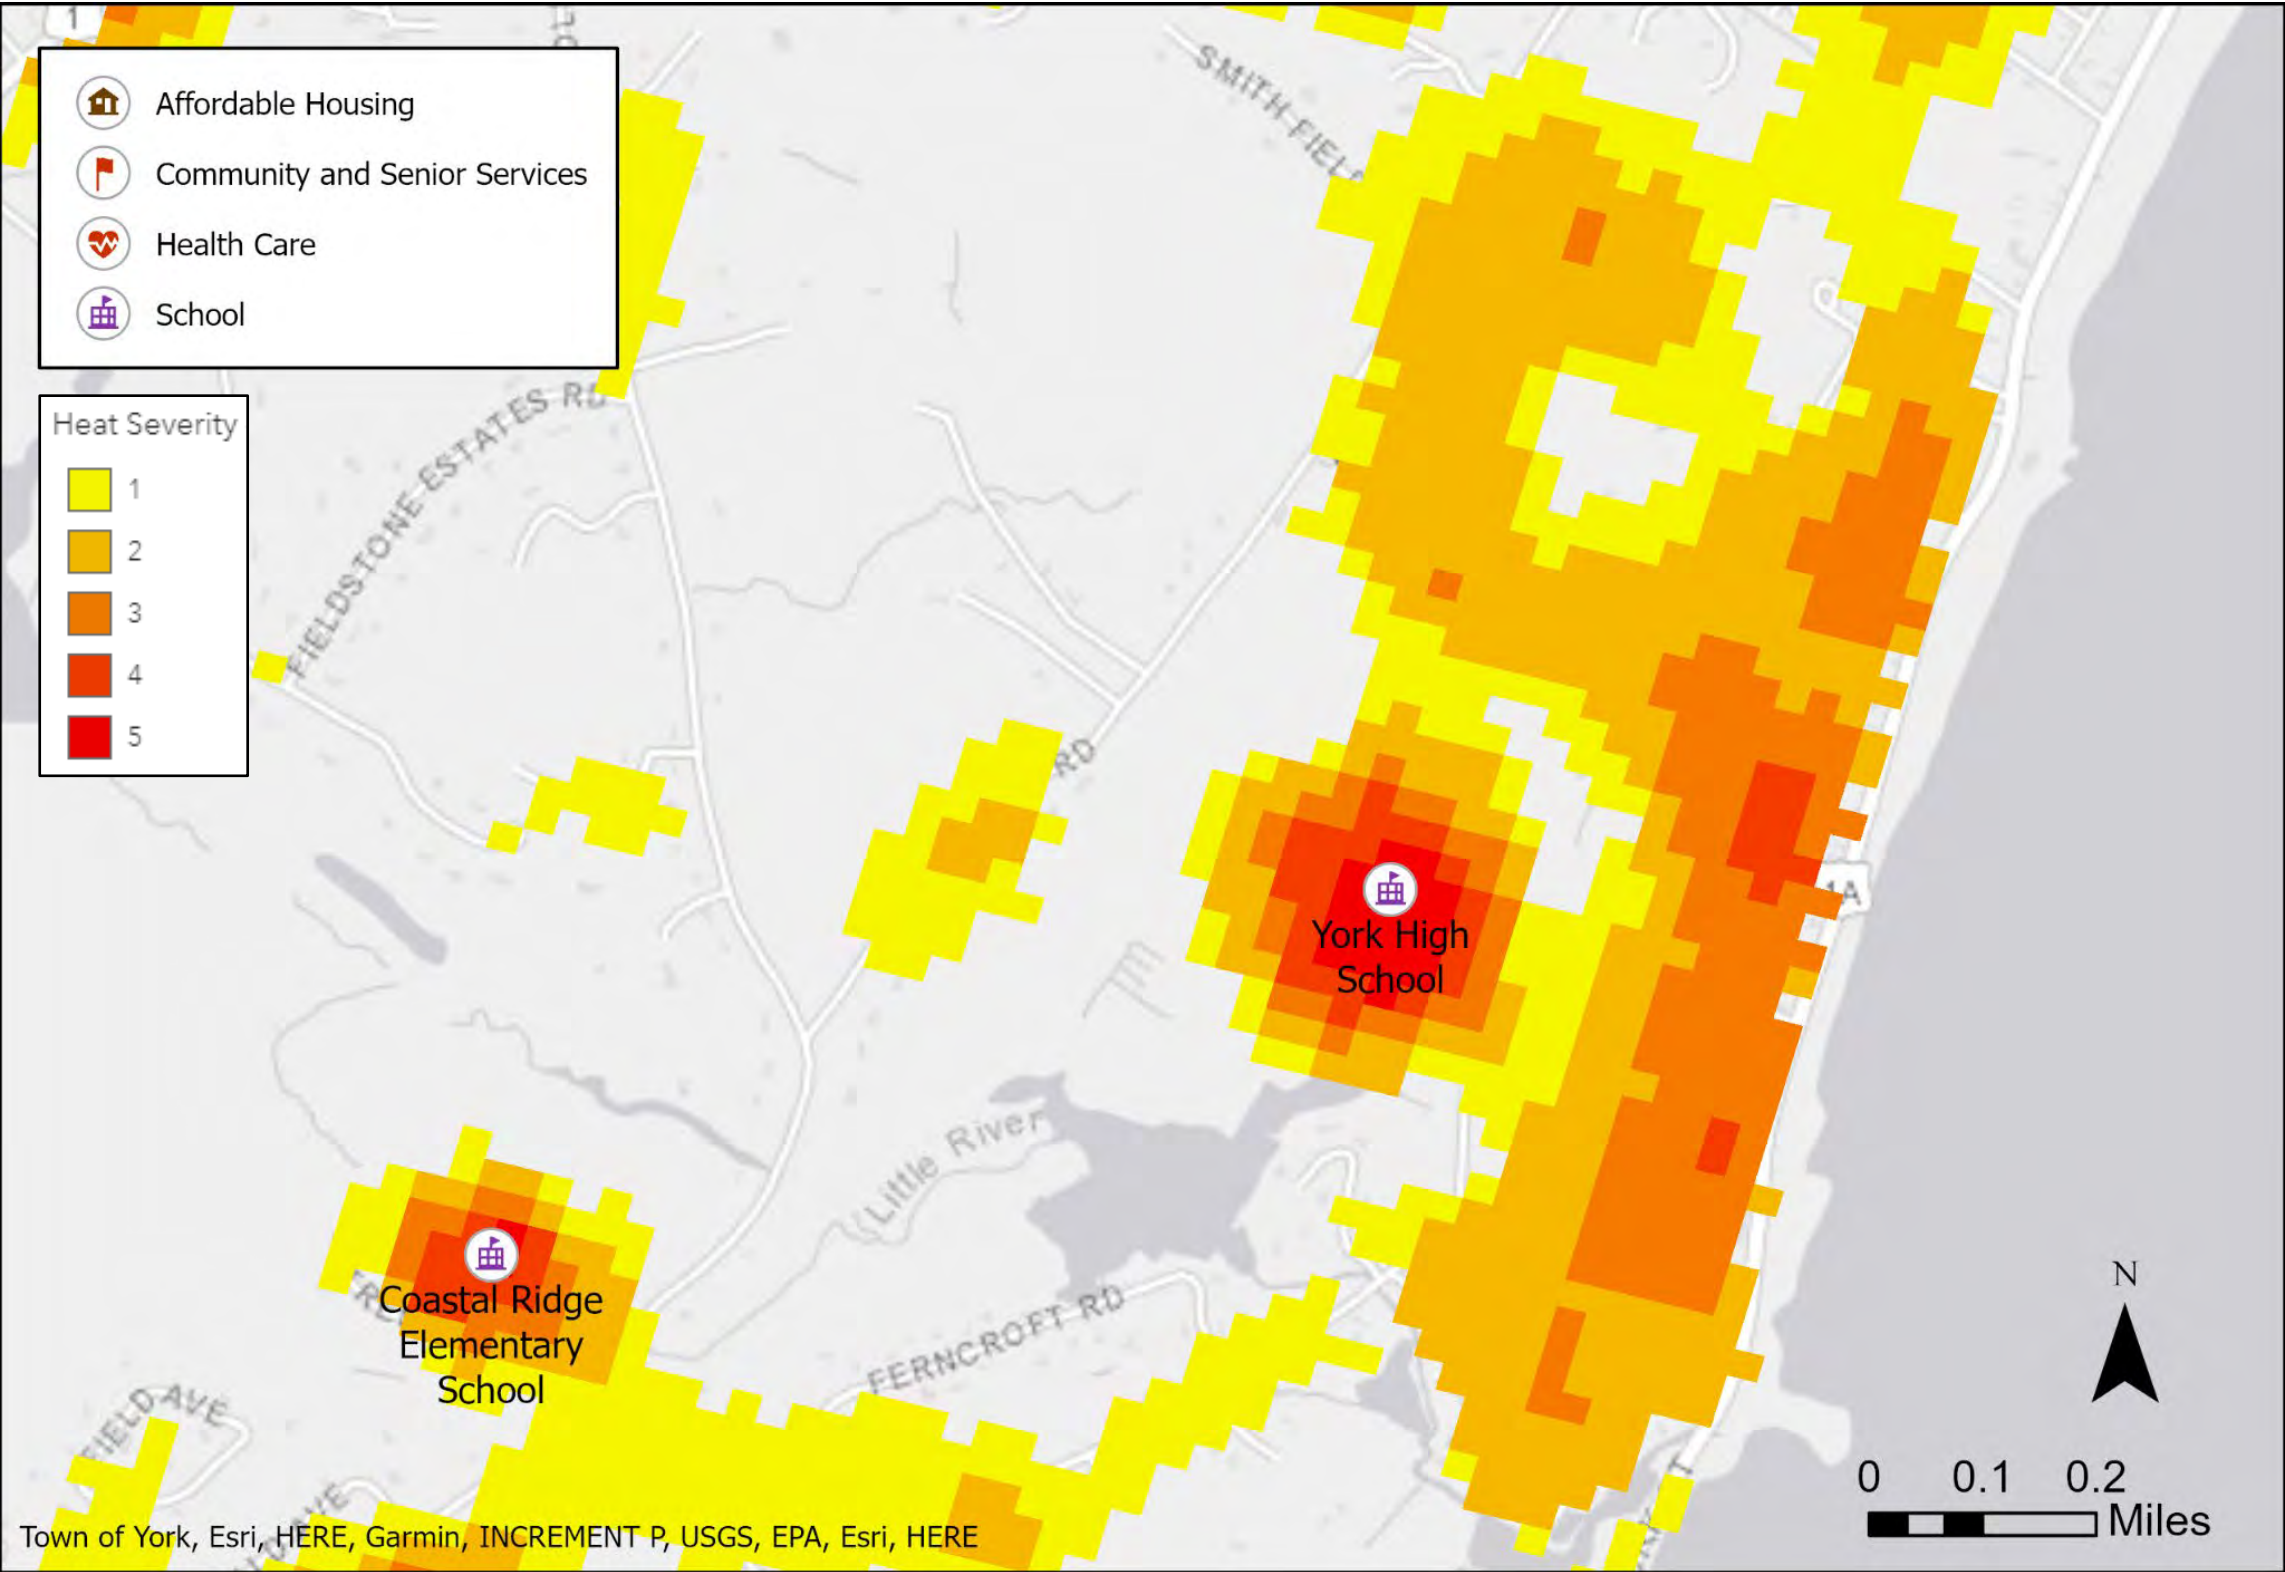 1
Affordable Housing
Community and Senior Services
Health Care
School
Heat Severity
1
2
3
4
5
SMITH FIEL
FIELDSTONE ESTATES RD
RD
1A
York High
School
Little River
Coastal Ridge
Elementary
School
FERNCROFT RD
FIELD AVE
AVE
N
0 0.1 0.2
Miles
Town of York, Esri, HERE, Garmin, INCREMENT P, USGS, EPA, Esri, HERE